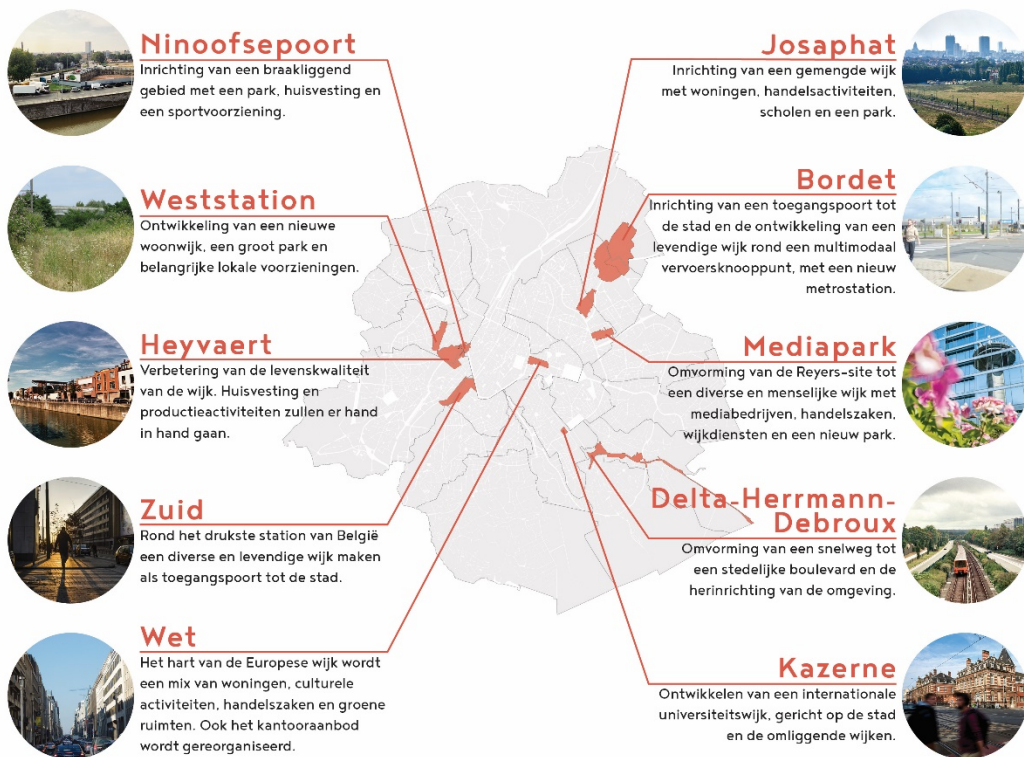 Ninoofsepoort
Inrichting van een braakliggend
gebied met een park, huisvesting en
een sportvoorziening.
Weststation
Ontwikkeling van een nieuwe
woonwijk, een groot park en
belangrijke lokale voorzieningen.
Heyvaert
Verbetering van de levenskwaliteit
van de wijk. Huisvesting en
productieactiviteiten zullen er hand
in hand gaan.
Zuid
Rond het drukste station van België
een diverse en levendige wijk maken
als toegangspoort tot de stad.
Wet
Het hart van de Europese wijk wordt
een mix van woningen, culturele
activiteiten, handelszaken en groene
ruimten. Ook het kantooraanbod
wordt gereorganiseerd.
Josaphat
Inrichting van een gemengde wijk
met woningen, handelsactiviteiten,
scholen en een park.
Bordet
Inrichting van een toegangspoort tot
de stad en de ontwikkeling van een
levendige wijk rond een multimodaal
vervoersknooppunt, met een nieuw
metrostation.
Mediapark
Omvorming van de Reyers-site tot
een diverse en menselijke wijk met
mediabedrijven, handelszaken,
wijkdiensten en een nieuw park.
Delta-Herrmann-
Debroux
Omvorming van een snelweg tot
een stedelijke boulevard en de
herinrichting van de omgeving.
Kazerne
Ontwikkelen van een internationale
universiteitswijk, gericht op de stad
en de omliggende wijken.